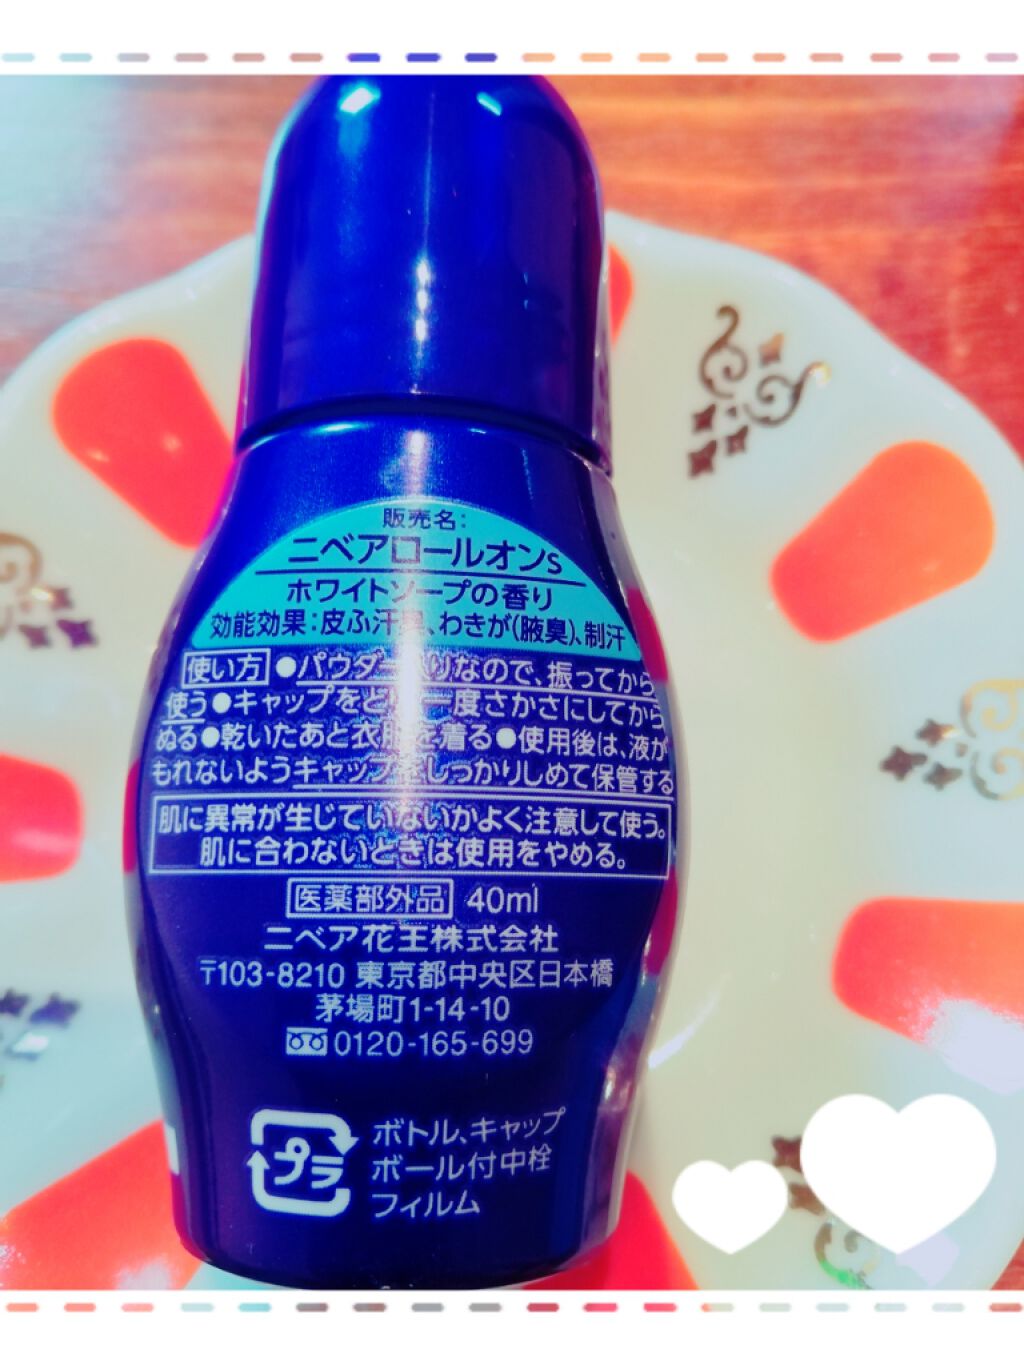 販売名:
ニベアロールオンS
ホワイトソープの香り
効能効果:皮ふ汗臭、わきが(腋臭)、制汗
使い方 ●パウダー入りなので、振ってから
使う●キャップをとり一度さかさにしてから
ぬる●乾いたあと衣服を着る●使用後は、液が
もれないようキャップをしっかりしめて保管する
肌に異常が生じていないかよく注意して使う。
肌に合わないときは使用をやめる。
医薬部外品 40ml
ニベア花王株式会社
〒103-8210 東京都中央区日本橋
茅場町1-14-10
0120-165-699
プラ
ボトル、キャップ
ボール付中栓
フィルム